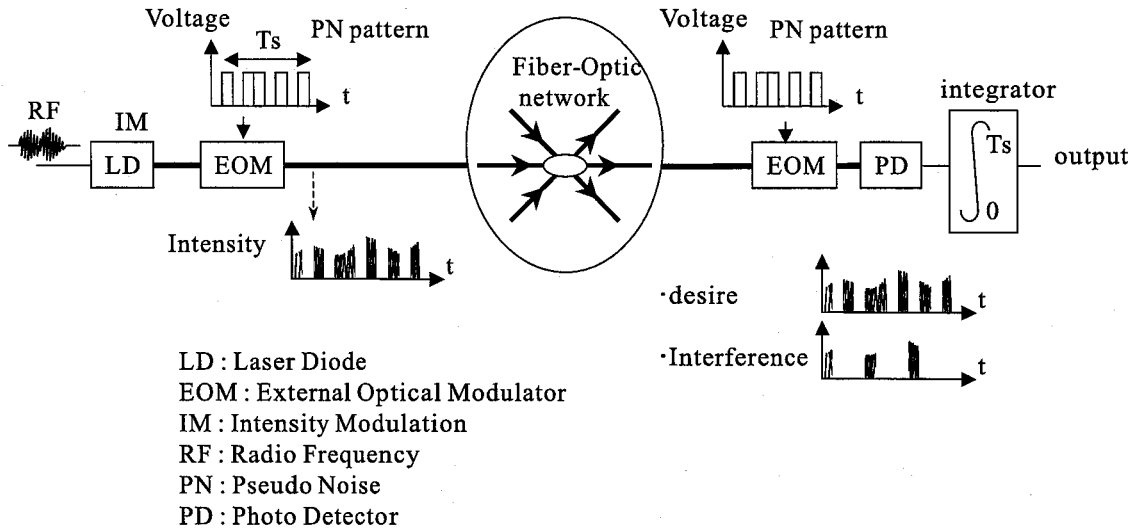 Voltage
PN pattern
Ts
t
RF
IM
LD
EOM
Intensity
t
Fiber-Optic
network
Voltage
PN pattern
t
EOM
PD
integrator
Ts
0
output
·desire
t
·Interference
t
LD : Laser Diode
EOM : External Optical Modulator
IM : Intensity Modulation
RF : Radio Frequency
PN : Pseudo Noise
PD : Photo Detector